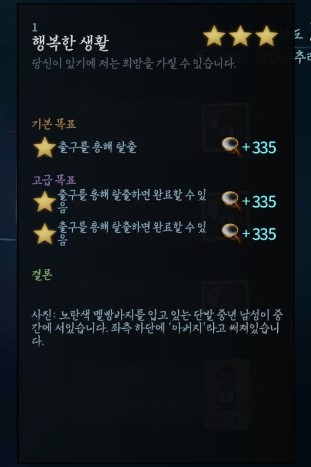 1
행복한 생활
당신이 있기에 저는 희망을 가질 수 있습니다.
기본 목표
출구를 통해 탈출
+335
고급 목표
출구를 통해 탈출하면 완료할 수 있
음
+335
출구를 통해 탈출하면 완료할 수 있
음
+335
결론
사진: 노란색 멜빵바지를 입고 있는 단발 중년 남성이 중
간에 서있습니다. 좌측 하단에 '아버지'라고 써져있습니
다.